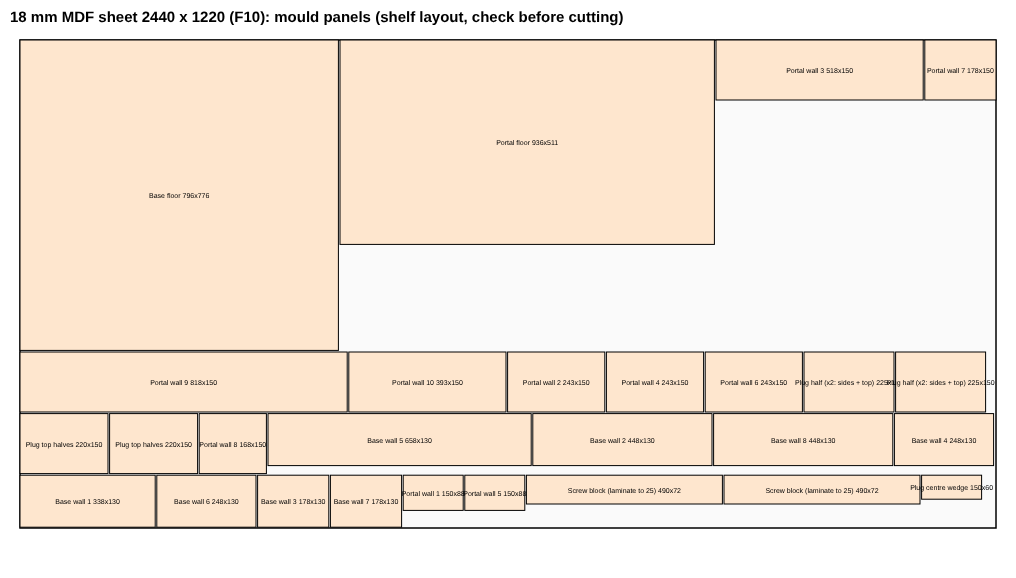 18 mm MDF sheet 2440 x 1220 (F10): mould panels (shelf layout, check before cutting)
Base floor 796x776
Portal floor 936x511
Portal wall 3 518x150
Portal wall 7 178x150
Portal wall 9 818x150
Portal wall 10 393x150
Portal wall 2 243x150
Portal wall 4 243x150
Portal wall 6 243x150
Plug half (x2: sides + top) 225x150
Plug half (x2: sides + top) 225x150
Plug top halves 220x150
Plug top halves 220x150
Portal wall 8 168x150
Base wall 5 658x130
Base wall 2 448x130
Base wall 8 448x130
Base wall 4 248x130
Base wall 1 338x130
Base wall 6 248x130
Base wall 3 178x130
Base wall 7 178x130
Portal wall 1 150x88
Portal wall 5 150x88
Screw block (laminate to 25) 490x72
Screw block (laminate to 25) 490x72
Plug centre wedge 150x60